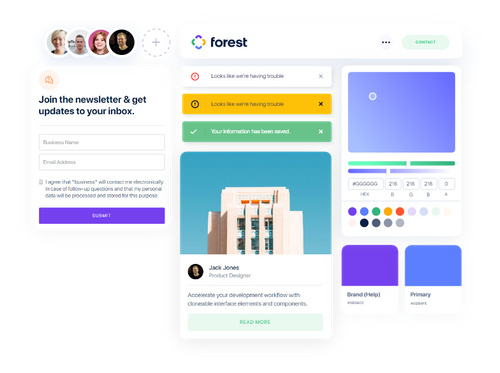 forest
CONTACT
Join the newsletter & get
updates to your inbox.
Business Name
Email Address
I agree that "business" will contact me electronically
in case of follow-up questions and that my personal
data will be processed and stored for this purpose.
SUBMIT
Looks like we're having trouble
Looks like we're having trouble
Your information has been saved.
Jack Jones
Product Designer
Accelerate your development workflow with
cloneable interface elements and components.
READ MORE
#GGGGGG 216 216 216 0
HEX R G B A
Brand (Help)
Primary